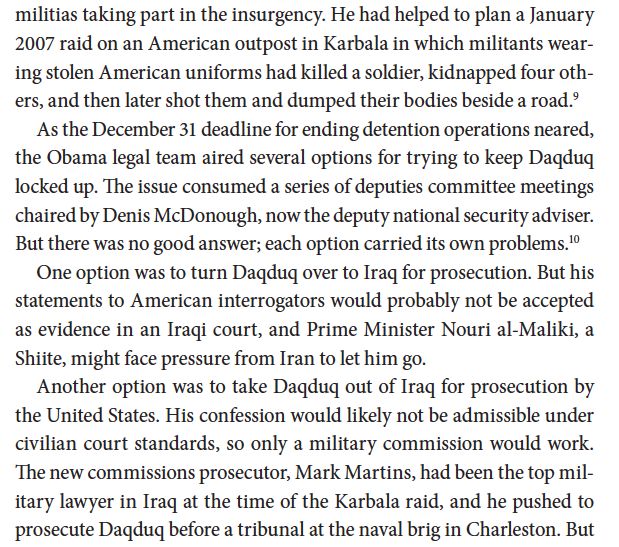 militias taking part in the insurgency. He had helped to plan a January
2007 raid on an American outpost in Karbala in which militants wear-
ing stolen American uniforms had killed a soldier, kidnapped four oth-
ers, and then later shot them and dumped their bodies beside a road.⁹
As the December 31 deadline for ending detention operations neared,
the Obama legal team aired several options for trying to keep Daqduq
locked up. The issue consumed a series of deputies committee meetings
chaired by Denis McDonough, now the deputy national security adviser.
But there was no good answer; each option carried its own problems.¹⁰
One option was to turn Daqduq over to Iraq for prosecution. But his
statements to American interrogators would probably not be accepted
as evidence in an Iraqi court, and Prime Minister Nouri al-Maliki, a
Shiite, might face pressure from Iran to let him go.
Another option was to take Daqduq out of Iraq for prosecution by
the United States. His confession would likely not be admissible under
civilian court standards, so only a military commission would work.
The new commissions prosecutor, Mark Martins, had been the top mil-
itary lawyer in Iraq at the time of the Karbala raid, and he pushed to
prosecute Daqduq before a tribunal at the naval brig in Charleston. But